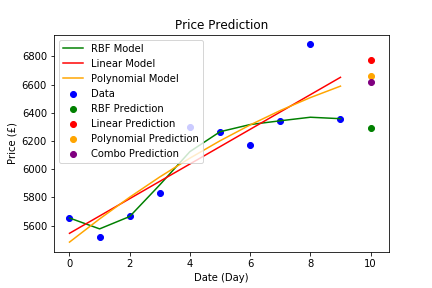 Price Prediction
Price (£)
6800
6600
6400
6200
6000
5800
5600
RBF Model
Linear Model
Polynomial Model
Data
RBF Prediction
Linear Prediction
Polynomial Prediction
Combo Prediction
0 2 4 6 8 10
Date (Day)